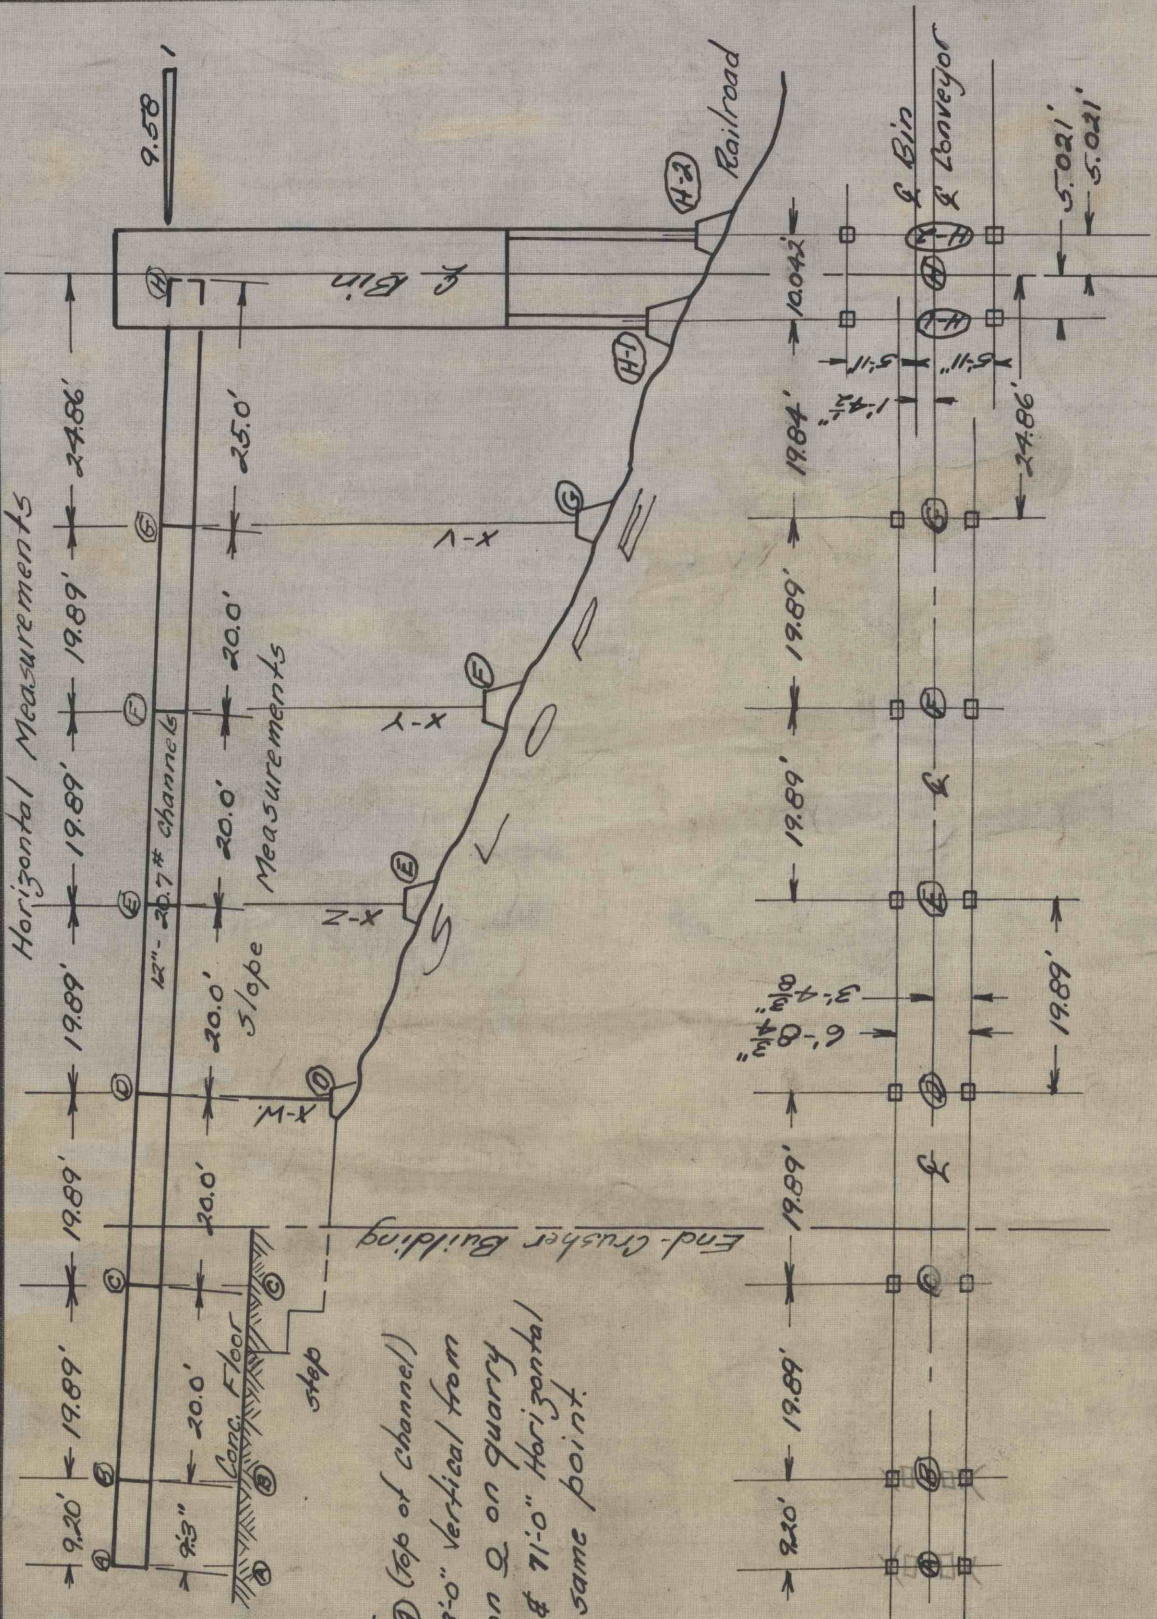 Horizontal Measurements
9.20' 19.89' 19.89' 19.89' 19.89' 19.89' 24.86'
A B C D E F G H
9.58
1
12"- 20.7# Channels
9'-3" 20.0' 20.0' 20.0' 20.0' 20.0' 25.0'
Slope Measurements
Conc. Floor
A B C
step
X-W.
X-Z
X-Y
X-V
D E F G H-1 H-2
℄ Bin
Railroad
End-Crusher Building
(Top of channel)
Vertical from
on quarry
& 71'-0" Horizontal
same point.
9.20' 19.89' 19.89' 19.89' 19.89' 19.84' 10.042'
6'-8 3/4"
3'-4 3/8"
1'-4 1/2"
5'-11"
5'-11"
℄ Bin
℄ Conveyor
A B C ℄ D E ℄ F G H-1 H H-2
19.89'
24.86'
5.021'
5.021'